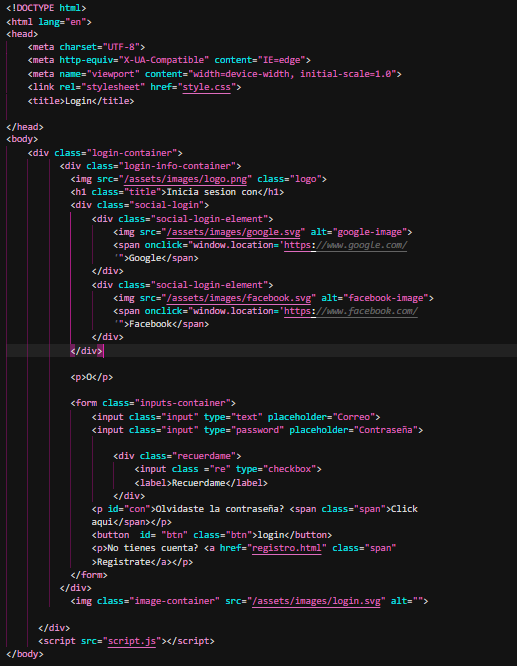 <!DOCTYPE html>
<html lang="en">
<head>
<meta charset="UTF-8">
<meta http-equiv="X-UA-Compatible" content="IE=edge">
<meta name="viewport" content="width=device-width, initial-scale=1.0">
<link rel="stylesheet" href="style.css">
<title>Login</title>
</head>
<body>
<div class="login-container">
<div class="login-info-container">
<img src="/assets/images/logo.png" class="logo">
<h1 class="title">Inicia sesion con</h1>
<div class="social-login">
<div class="social-login-element">
<img src="/assets/images/google.svg" alt="google-image">
<span onclick="window.location='https://www.google.com/
'">Google</span>
</div>
<div class="social-login-element">
<img src="/assets/images/facebook.svg" alt="facebook-image">
<span onclick="window.location='https://www.facebook.com/
'">Facebook</span>
</div>
</div>
<p>O</p>
<form class="inputs-container">
<input class="input" type="text" placeholder="Correo">
<input class="input" type="password" placeholder="Contraseña">
<div class="recuerdame">
<input class ="re" type="checkbox">
<label>Recuerdame</label>
</div>
<p id="con">Olvidaste la contraseña? <span class="span">Click
aqui</span></p>
<button  id= "btn" class="btn">login</button>
<p>No tienes cuenta? <a href="registro.html" class="span"
>Registrate</a></p>
</form>
</div>
<img class="image-container" src="/assets/images/login.svg" alt="">
</div>
<script src="script.js"></script>
</body>